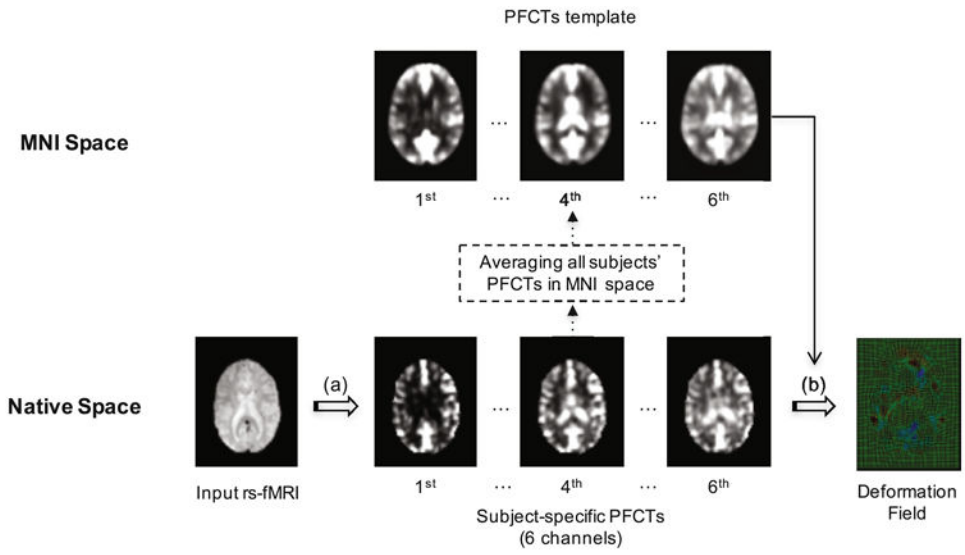 PFCTs template
MNI Space
... ...
1st ... 4th ... 6th
Averaging all subjects'
PFCTs in MNI space
Native Space
(a)
... ...
(b)
Input rs-fMRI
1st ... 4th ... 6th
Subject-specific PFCTs
(6 channels)
Deformation
Field